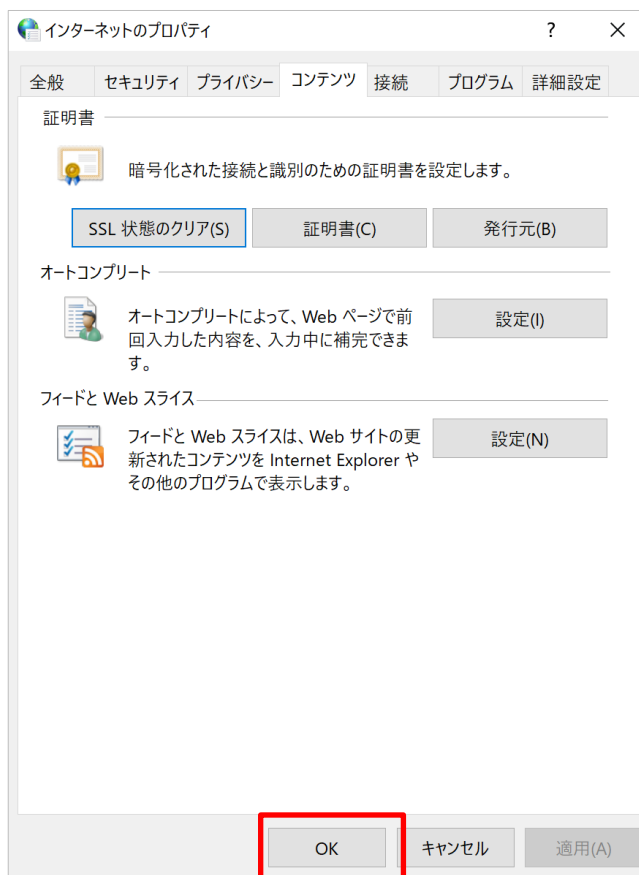 インターネットのプロパティ ?
全般 セキュリティ プライバシー コンテンツ 接続 プログラム 詳細設定
証明書
暗号化された接続と識別のための証明書を設定します。
SSL 状態のクリア(S) 証明書(C) 発行元(B)
オートコンプリート
オートコンプリートによって、Web ページで前
回入力した内容を、入力中に補完できま
す。
設定(I)
フィードと Web スライス
フィードと Web スライスは、Web サイトの更
新されたコンテンツを Internet Explorer や
その他のプログラムで表示します。
設定(N)
OK キャンセル 適用(A)